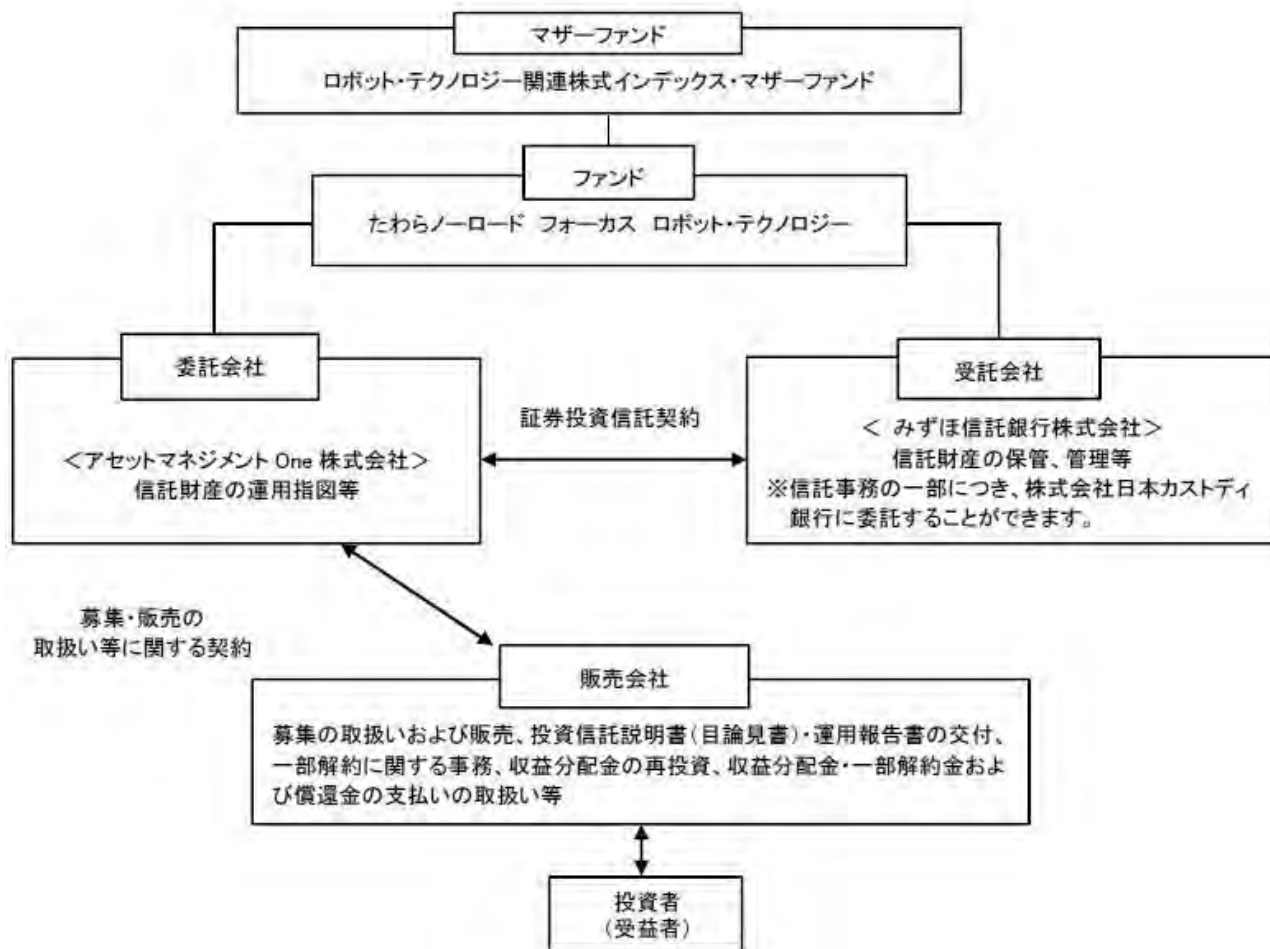 マザーファンド
ロボット・テクノロジー関連株式インデックス・マザーファンド
ファンド
たわらノーロード フォーカス ロボット・テクノロジー
委託会社
<アセットマネジメント One 株式会社>
信託財産の運用指図等
証券投資信託契約
受託会社
< みずほ信託銀行株式会社>
信託財産の保管、管理等
※信託事務の一部につき、株式会社日本カストディ
銀行に委託することができます。
募集・販売の
取扱い等に関する契約
販売会社
募集の取扱いおよび販売、投資信託説明書(目論見書)・運用報告書の交付、
一部解約に関する事務、収益分配金の再投資、収益分配金・一部解約金およ
び償還金の支払いの取扱い等
投資者
(受益者)